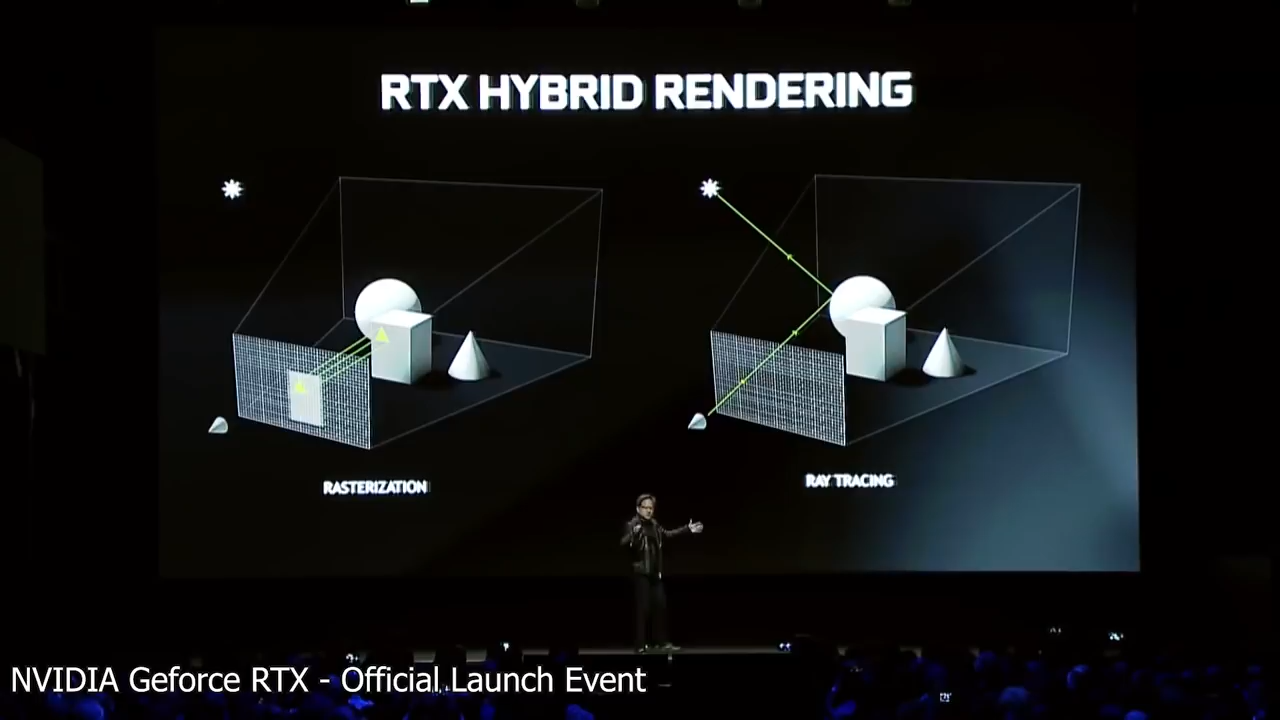 RTX HYBRID RENDERING
RASTERIZATION
RAY TRACING
NVIDIA Geforce RTX - Official Launch Event